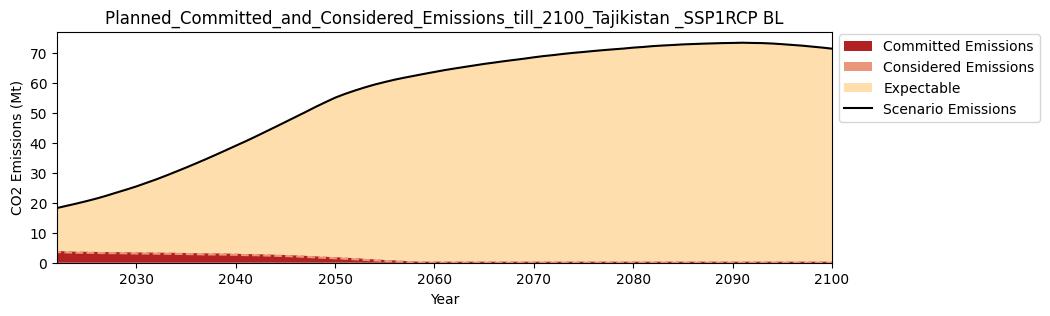 Planned_Committed_and_Considered_Emissions_till_2100_Tajikistan _SSP1RCP BL
Committed Emissions
Considered Emissions
Expectable
Scenario Emissions
CO2 Emissions (Mt)
70
60
50
40
30
20
10
0
2030 2040 2050 2060 2070 2080 2090 2100
Year